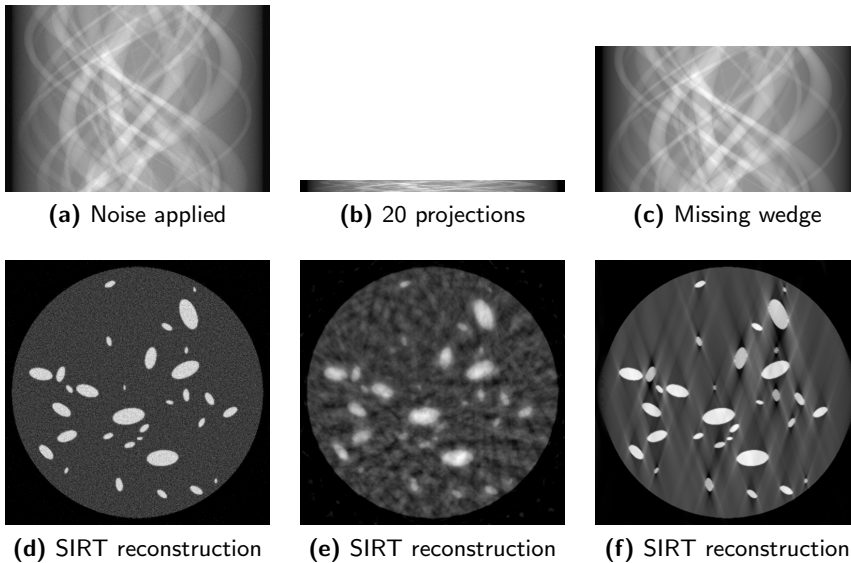 (a) Noise applied
(b) 20 projections
(c) Missing wedge
(d) SIRT reconstruction
(e) SIRT reconstruction
(f) SIRT reconstruction